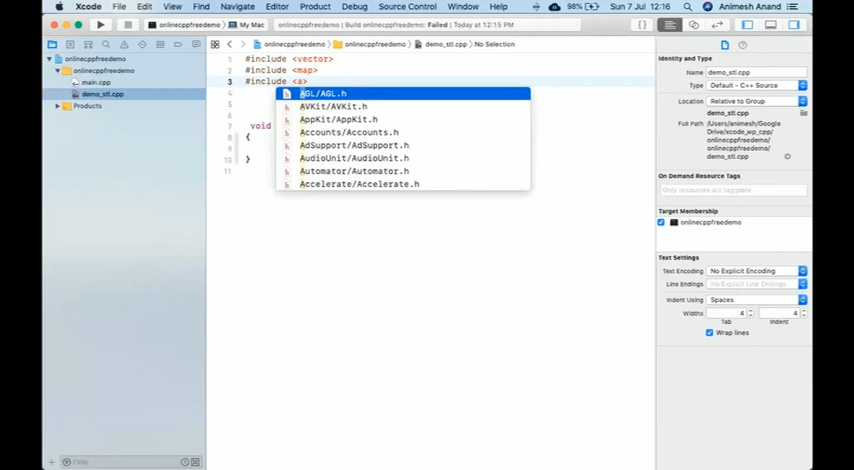 Xcode File Edit View Find Navigate Editor Product Debug Source Control Window Help 98% Animesh Anand Sun 7 Jul 12:16
onlinecppfreedemo My Mac onlinecppfreedemo | Build onlinecppfreedemo: Failed | Today at 12:15 PM
onlinecppfreedemo onlinecppfreedemo demo_stl.cpp No Selection
onlinecppfreedemo
onlinecppfreedemo
main.cpp
demo_stl.cpp
Products
Filter
1 #include <vector>
2 #include <map>
3 #include <a>
4
5
6
7 void
8 {
9
10 }
11
AGL/AGL.h
AVKit/AVKit.h
AppKit/AppKit.h
Accounts/Accounts.h
AdSupport/AdSupport.h
AudioUnit/AudioUnit.h
Automator/Automator.h
Accelerate/Accelerate.h
Identity and Type
Name demo_stl.cpp
Type Default - C++ Source
Location Relative to Group
demo_stl.cpp
Full Path /Users/animesh/Google
Drive/xcode_wp_cpp/
onlinecppfreedemo/
onlinecppfreedemo/
demo_stl.cpp
On Demand Resource Tags
Only resources are taggable
Target Membership
onlinecppfreedemo
Text Settings
Text Encoding No Explicit Encoding
Line Endings No Explicit Line Endings
Indent Using Spaces
Widths 4 4
Tab Indent
Wrap lines